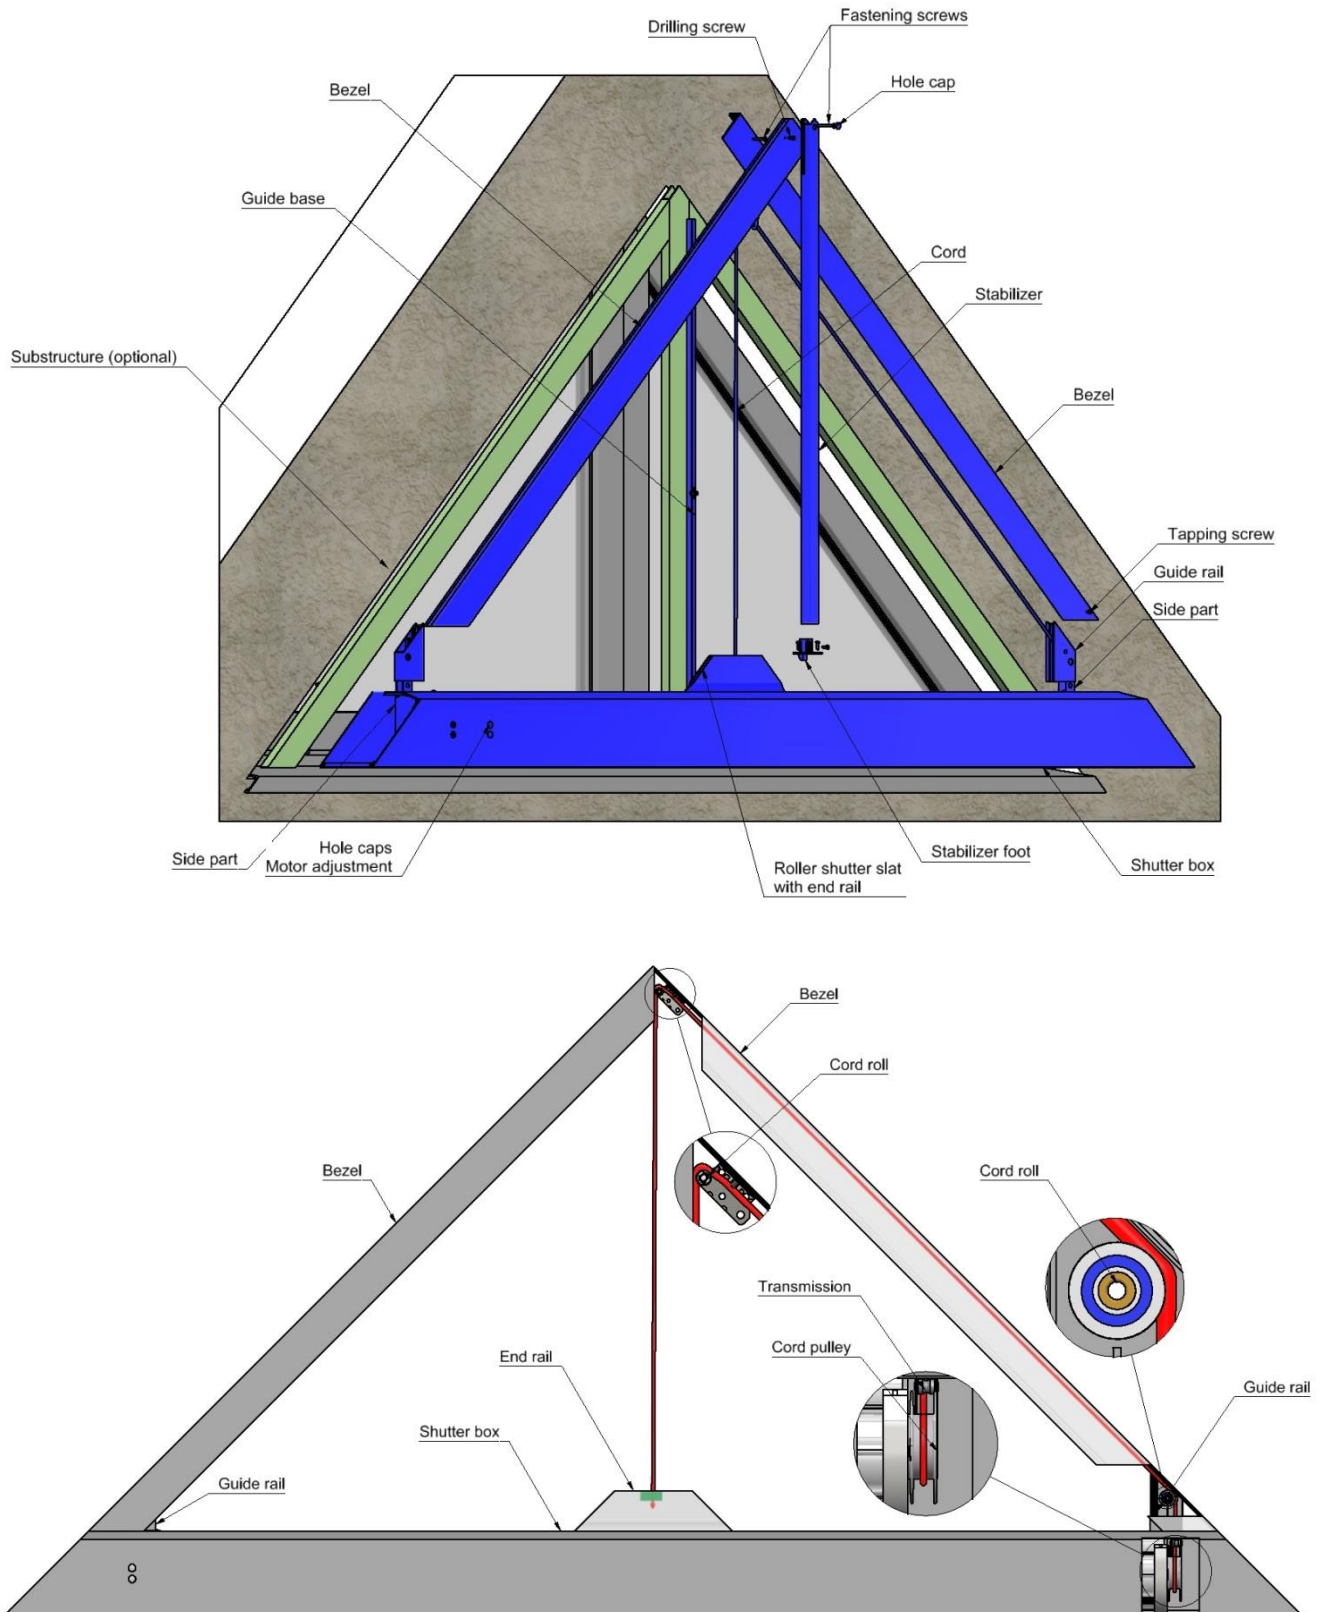 Fastening screws
Drilling screw
Bezel
Hole cap
Guide base
Cord
Stabilizer
Substructure (optional)
Bezel
Tapping screw
Guide rail
Side part
Side part
Hole caps
Motor adjustment
Roller shutter slat
with end rail
Stabilizer foot
Shutter box
Bezel
Cord roll
Bezel
Cord roll
Transmission
Cord pulley
End rail
Guide rail
Shutter box
Guide rail